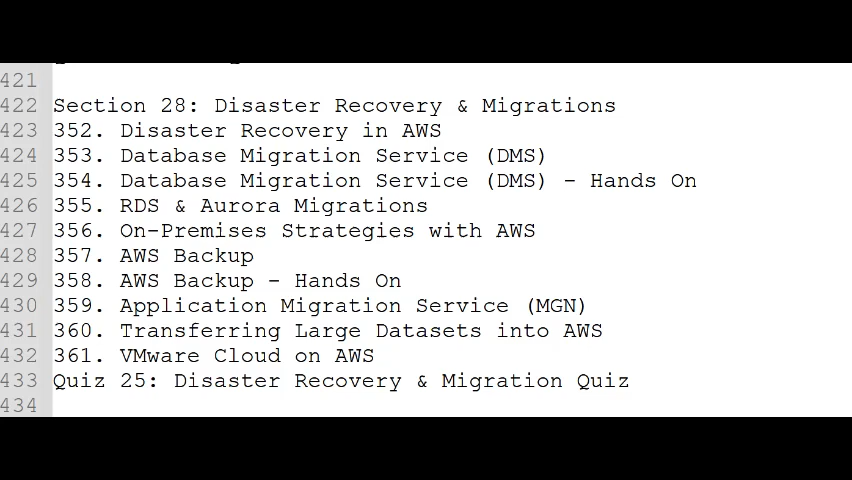 421
422 Section 28: Disaster Recovery & Migrations
423 352. Disaster Recovery in AWS
424 353. Database Migration Service (DMS)
425 354. Database Migration Service (DMS) - Hands On
426 355. RDS & Aurora Migrations
427 356. On-Premises Strategies with AWS
428 357. AWS Backup
429 358. AWS Backup - Hands On
430 359. Application Migration Service (MGN)
431 360. Transferring Large Datasets into AWS
432 361. VMware Cloud on AWS
433 Quiz 25: Disaster Recovery & Migration Quiz
434